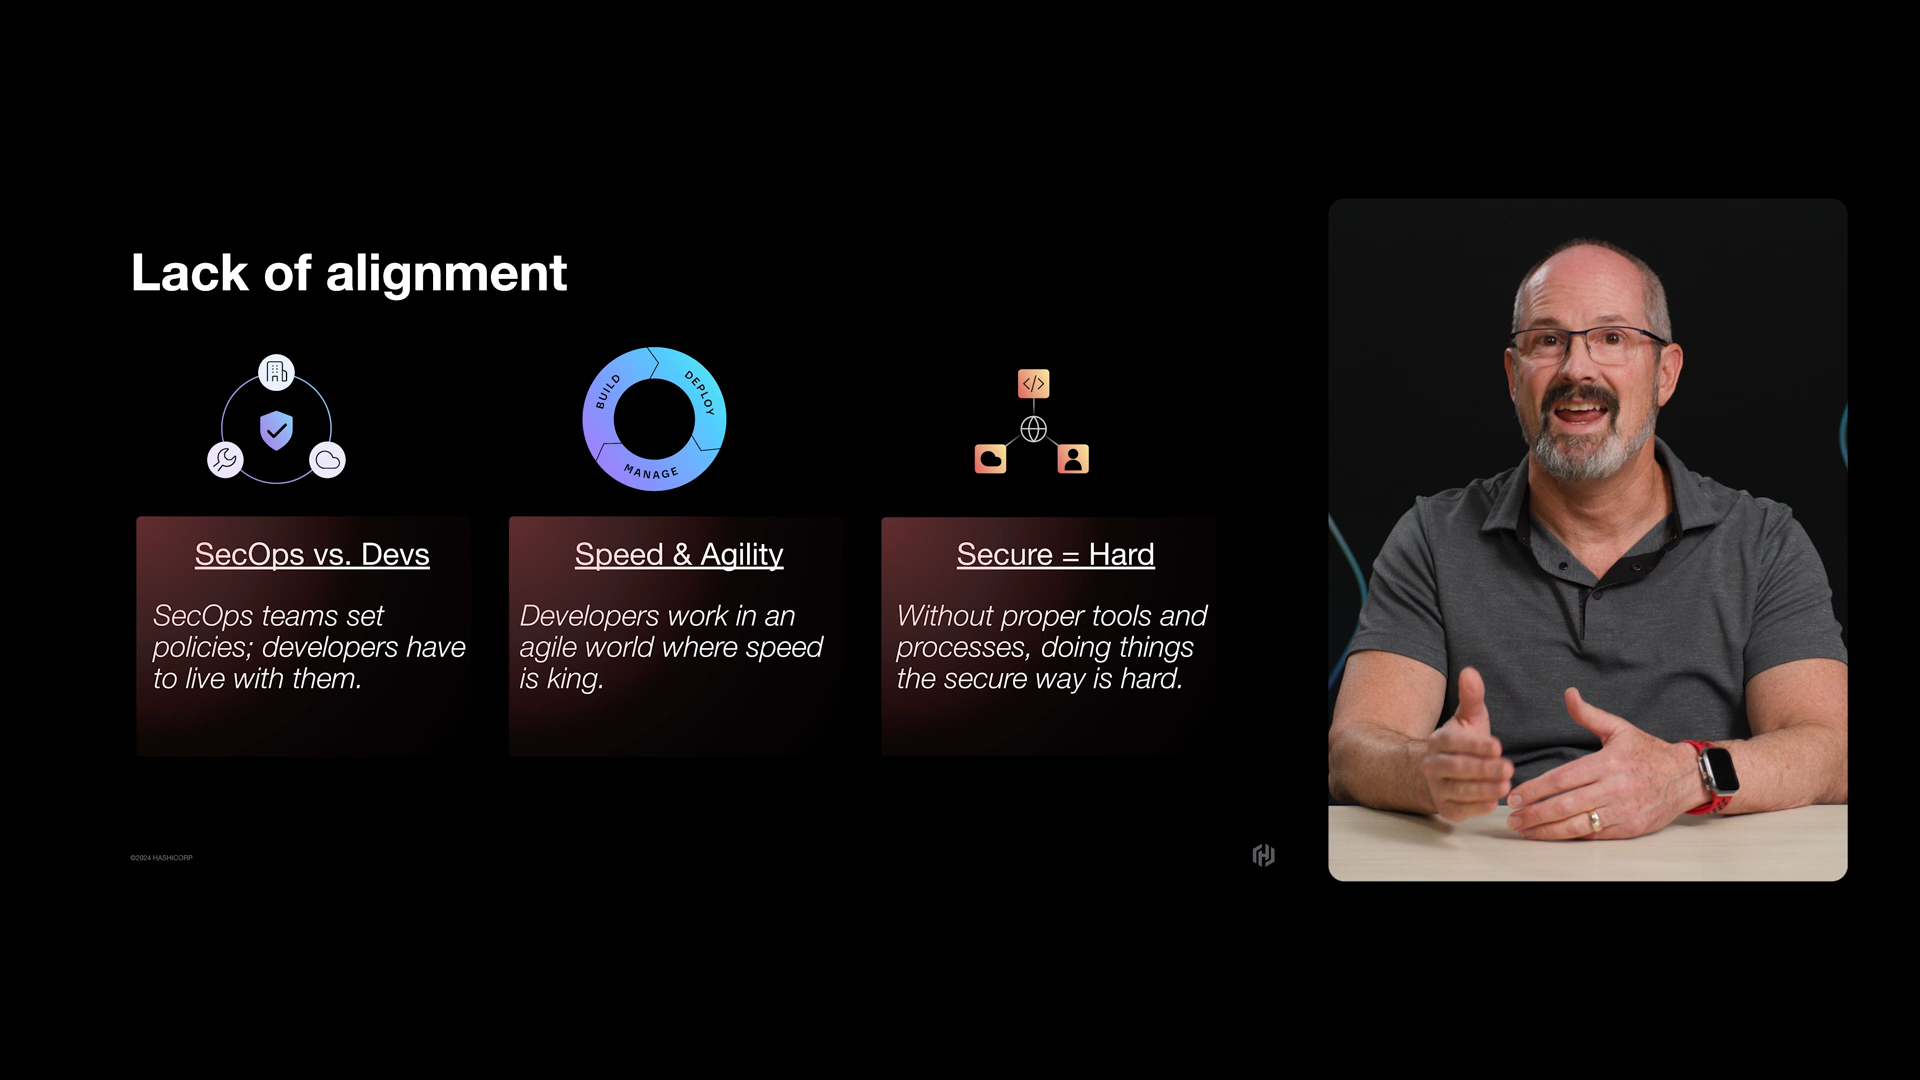 Lack of alignment
BUILD
DEPLOY
MANAGE
SecOps vs. Devs
SecOps teams set
policies; developers have
to live with them.
Speed & Agility
Developers work in an
agile world where speed
is king.
Secure = Hard
Without proper tools and
processes, doing things
the secure way is hard.
©2024 HASHICORP